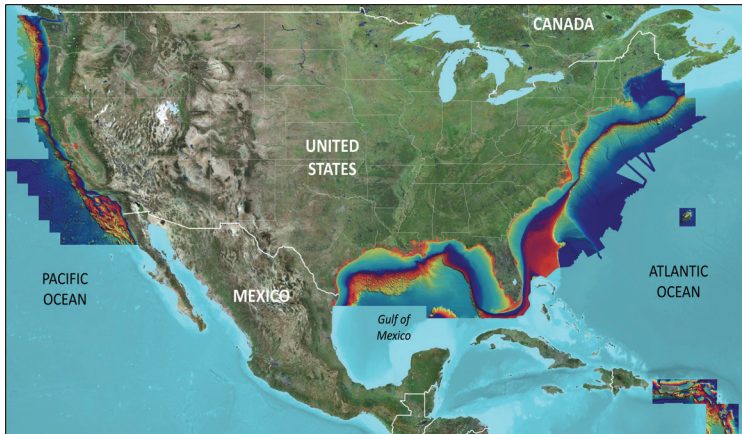 CANADA
UNITED
STATES
PACIFIC
OCEAN
MEXICO
Gulf of
Mexico
ATLANTIC
OCEAN